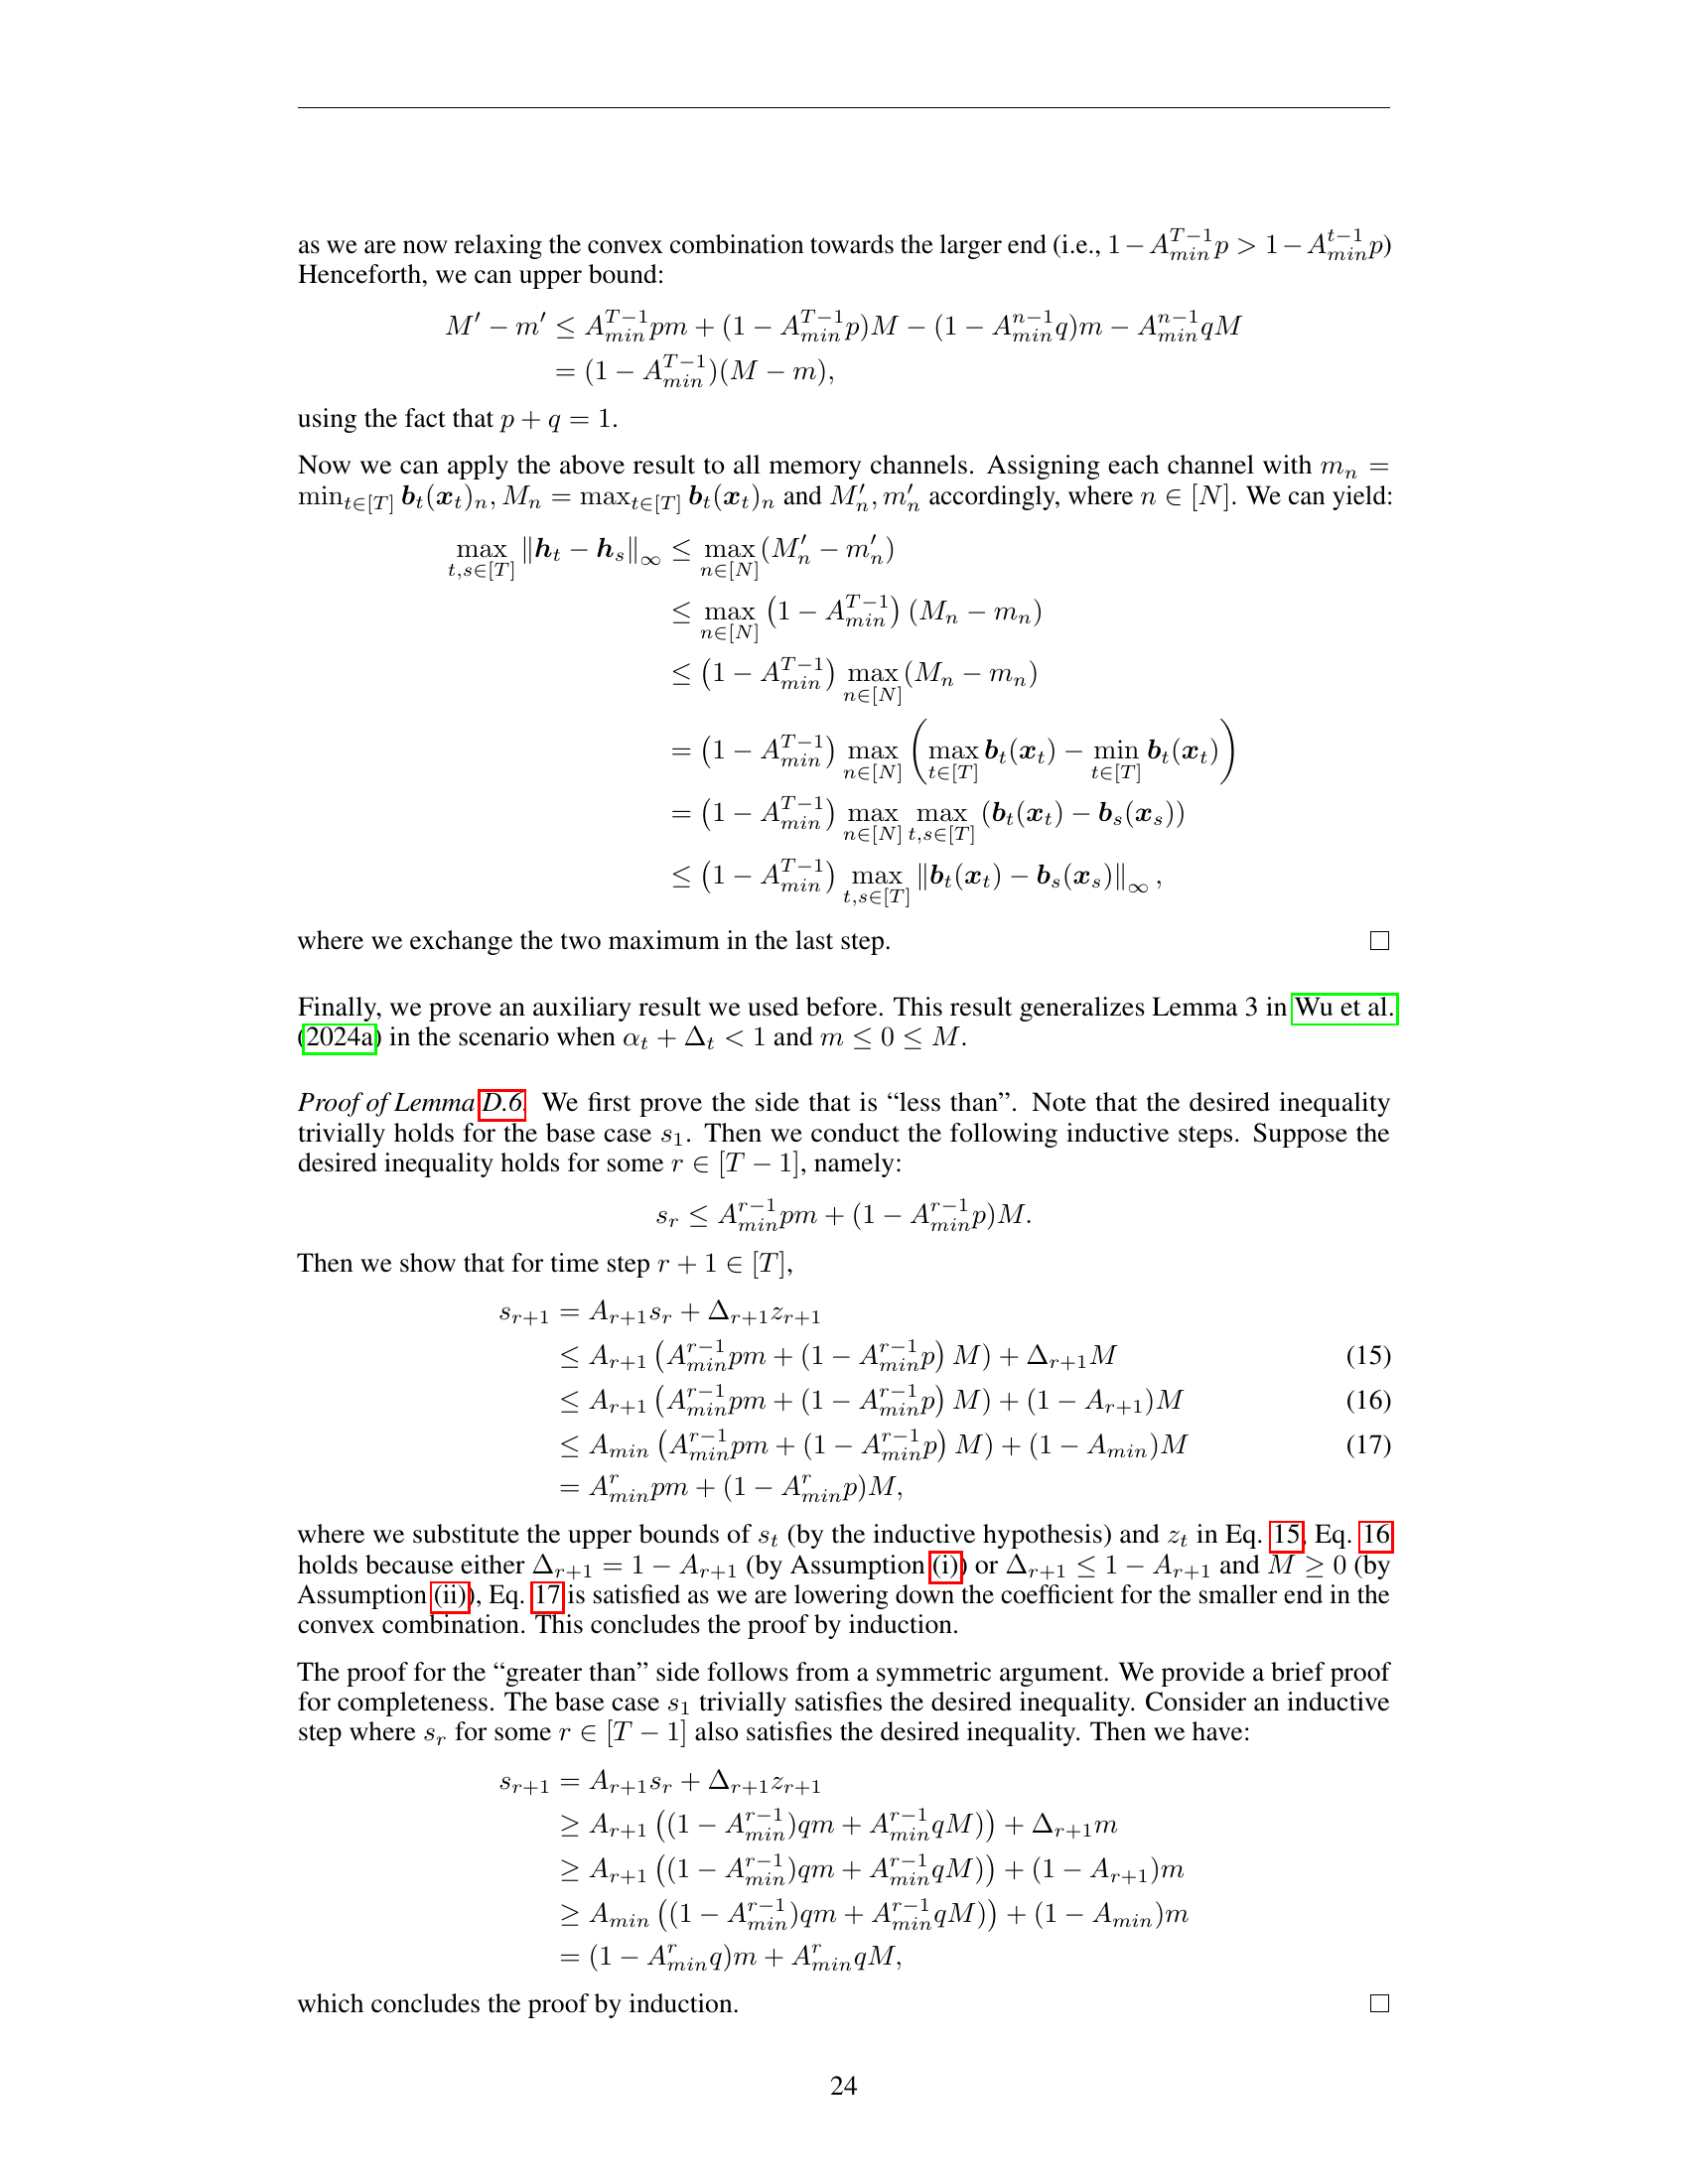 as we are now relaxing the convex combination towards the larger end (i.e., $1 - A_{min}^{T-1}p > 1 - A_{min}^{t-1}p$)
Henceforth, we can upper bound:
$M' - m' \leq A_{min}^{T-1}pm + (1 - A_{min}^{T-1}p)M - (1 - A_{min}^{n-1}q)m - A_{min}^{n-1}qM$
$= (1 - A_{min}^{T-1})(M - m),$
using the fact that $p + q = 1$.
Now we can apply the above result to all memory channels. Assigning each channel with $m_n =$
$\min_{t\in[T]} \boldsymbol{b}_t(\boldsymbol{x}_t)_n, M_n = \max_{t\in[T]} \boldsymbol{b}_t(\boldsymbol{x}_t)_n$ and $M'_n, m'_n$ accordingly, where $n \in [N]$. We can yield:
$\max_{t,s\in[T]} \|\boldsymbol{h}_t - \boldsymbol{h}_s\|_\infty \leq \max_{n\in[N]} (M'_n - m'_n)$
$\leq \max_{n\in[N]} \left(1 - A_{min}^{T-1}\right) (M_n - m_n)$
$\leq \left(1 - A_{min}^{T-1}\right) \max_{n\in[N]} (M_n - m_n)$
$= \left(1 - A_{min}^{T-1}\right) \max_{n\in[N]} \left( \max_{t\in[T]} \boldsymbol{b}_t(\boldsymbol{x}_t) - \min_{t\in[T]} \boldsymbol{b}_t(\boldsymbol{x}_t) \right)$
$= \left(1 - A_{min}^{T-1}\right) \max_{n\in[N]} \max_{t,s\in[T]} (\boldsymbol{b}_t(\boldsymbol{x}_t) - \boldsymbol{b}_s(\boldsymbol{x}_s))$
$\leq \left(1 - A_{min}^{T-1}\right) \max_{t,s\in[T]} \|\boldsymbol{b}_t(\boldsymbol{x}_t) - \boldsymbol{b}_s(\boldsymbol{x}_s)\|_\infty ,$
where we exchange the two maximum in the last step. □
Finally, we prove an auxiliary result we used before. This result generalizes Lemma 3 in Wu et al.
(2024a) in the scenario when $\alpha_t + \Delta_t < 1$ and $m \leq 0 \leq M$.
Proof of Lemma D.6. We first prove the side that is “less than”. Note that the desired inequality
trivially holds for the base case $s_1$. Then we conduct the following inductive steps. Suppose the
desired inequality holds for some $r \in [T - 1]$, namely:
$s_r \leq A_{min}^{r-1}pm + (1 - A_{min}^{r-1}p)M.$
Then we show that for time step $r + 1 \in [T]$,
$s_{r+1} = A_{r+1}s_r + \Delta_{r+1}z_{r+1}$
$\leq A_{r+1} \left(A_{min}^{r-1}pm + (1 - A_{min}^{r-1}p\right) M) + \Delta_{r+1}M$ (15)
$\leq A_{r+1} \left(A_{min}^{r-1}pm + (1 - A_{min}^{r-1}p\right) M) + (1 - A_{r+1})M$ (16)
$\leq A_{min} \left(A_{min}^{r-1}pm + (1 - A_{min}^{r-1}p\right) M) + (1 - A_{min})M$ (17)
$= A_{min}^{r}pm + (1 - A_{min}^{r}p)M,$
where we substitute the upper bounds of $s_t$ (by the inductive hypothesis) and $z_t$ in Eq. 15, Eq. 16
holds because either $\Delta_{r+1} = 1 - A_{r+1}$ (by Assumption (i)) or $\Delta_{r+1} \leq 1 - A_{r+1}$ and $M \geq 0$ (by
Assumption (ii)), Eq. 17 is satisfied as we are lowering down the coefficient for the smaller end in the
convex combination. This concludes the proof by induction.
The proof for the “greater than” side follows from a symmetric argument. We provide a brief proof
for completeness. The base case $s_1$ trivially satisfies the desired inequality. Consider an inductive
step where $s_r$ for some $r \in [T - 1]$ also satisfies the desired inequality. Then we have:
$s_{r+1} = A_{r+1}s_r + \Delta_{r+1}z_{r+1}$
$\geq A_{r+1} \left((1 - A_{min}^{r-1})qm + A_{min}^{r-1}qM)\right) + \Delta_{r+1}m$
$\geq A_{r+1} \left((1 - A_{min}^{r-1})qm + A_{min}^{r-1}qM)\right) + (1 - A_{r+1})m$
$\geq A_{min} \left((1 - A_{min}^{r-1})qm + A_{min}^{r-1}qM)\right) + (1 - A_{min})m$
$= (1 - A_{min}^{r}q)m + A_{min}^{r}qM,$
which concludes the proof by induction. □
24